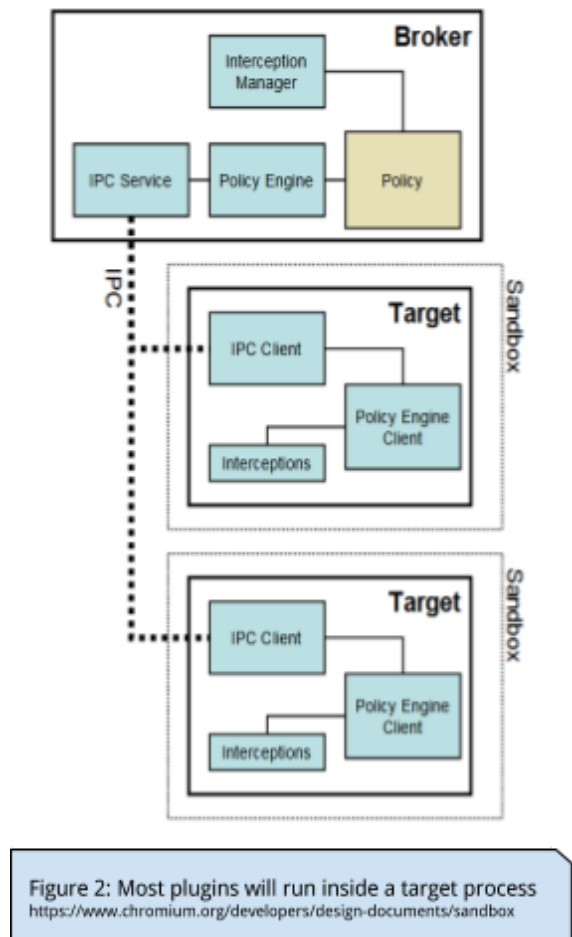 Broker
Interception
Manager
IPC Service
Policy Engine
Policy
IPC
Sandbox
Target
IPC Client
Policy Engine
Client
Interceptions
Sandbox
Target
IPC Client
Policy Engine
Client
Interceptions
Figure 2: Most plugins will run inside a target process
https://www.chromium.org/developers/design-documents/sandbox